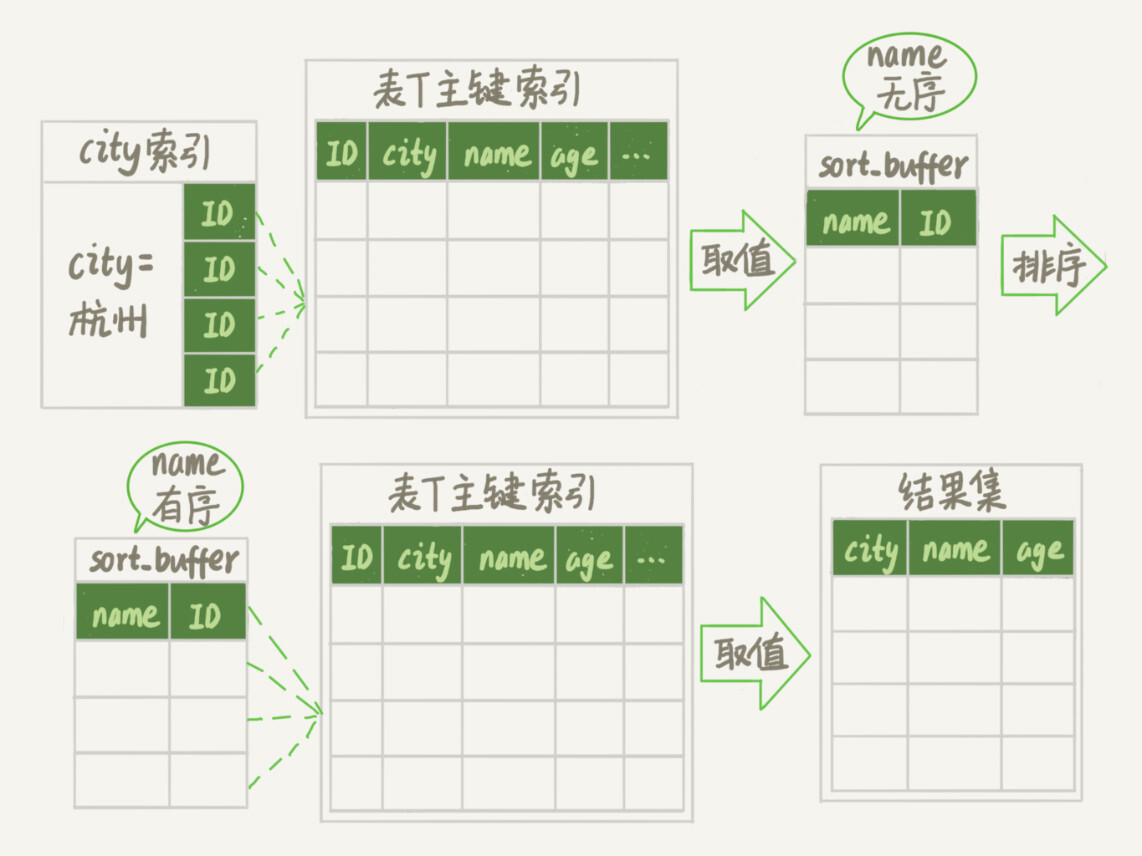 city索引
city=
杭州
ID
ID
ID
ID
表T主键索引
ID city name age ...
取值
name
无序
sort_buffer
name ID
排序
name
有序
sort_buffer
name ID
表T主键索引
ID city name age ...
取值
结果集
city name age